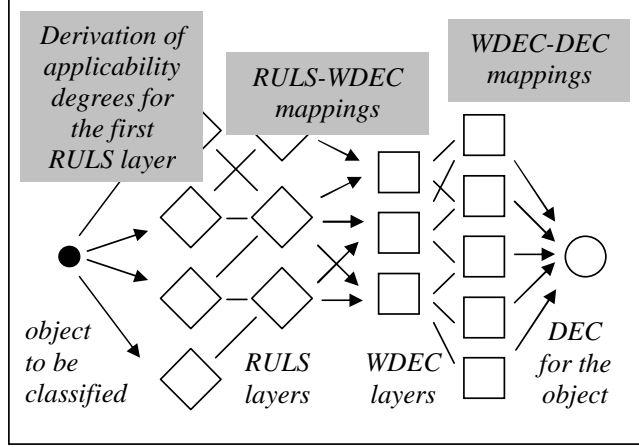 Derivation of
applicability
degrees for
the first
RULS layer
RULS-WDEC
mappings
WDEC-DEC
mappings
object
to be
classified
RULS
layers
WDEC
layers
DEC
for the
object